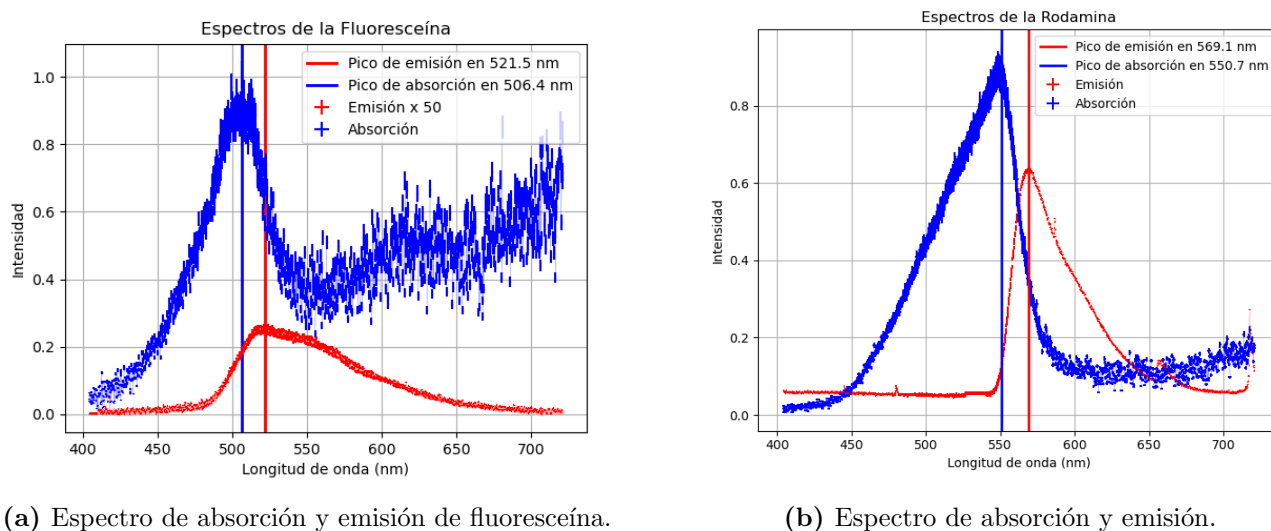 Espectros de la Fluoresceína
Pico de emisión en 521.5 nm
Pico de absorción en 506.4 nm
Emisión x 50
Absorción
Intensidad
1.0
0.8
0.6
0.4
0.2
0.0
400 450 500 550 600 650 700
Longitud de onda (nm)
(a) Espectro de absorción y emisión de fluoresceína.
Espectros de la Rodamina
Pico de emisión en 569.1 nm
Pico de absorción en 550.7 nm
Emisión
Absorción
Intensidad
0.8
0.6
0.4
0.2
0.0
400 450 500 550 600 650 700
Longitud de onda (nm)
(b) Espectro de absorción y emisión.